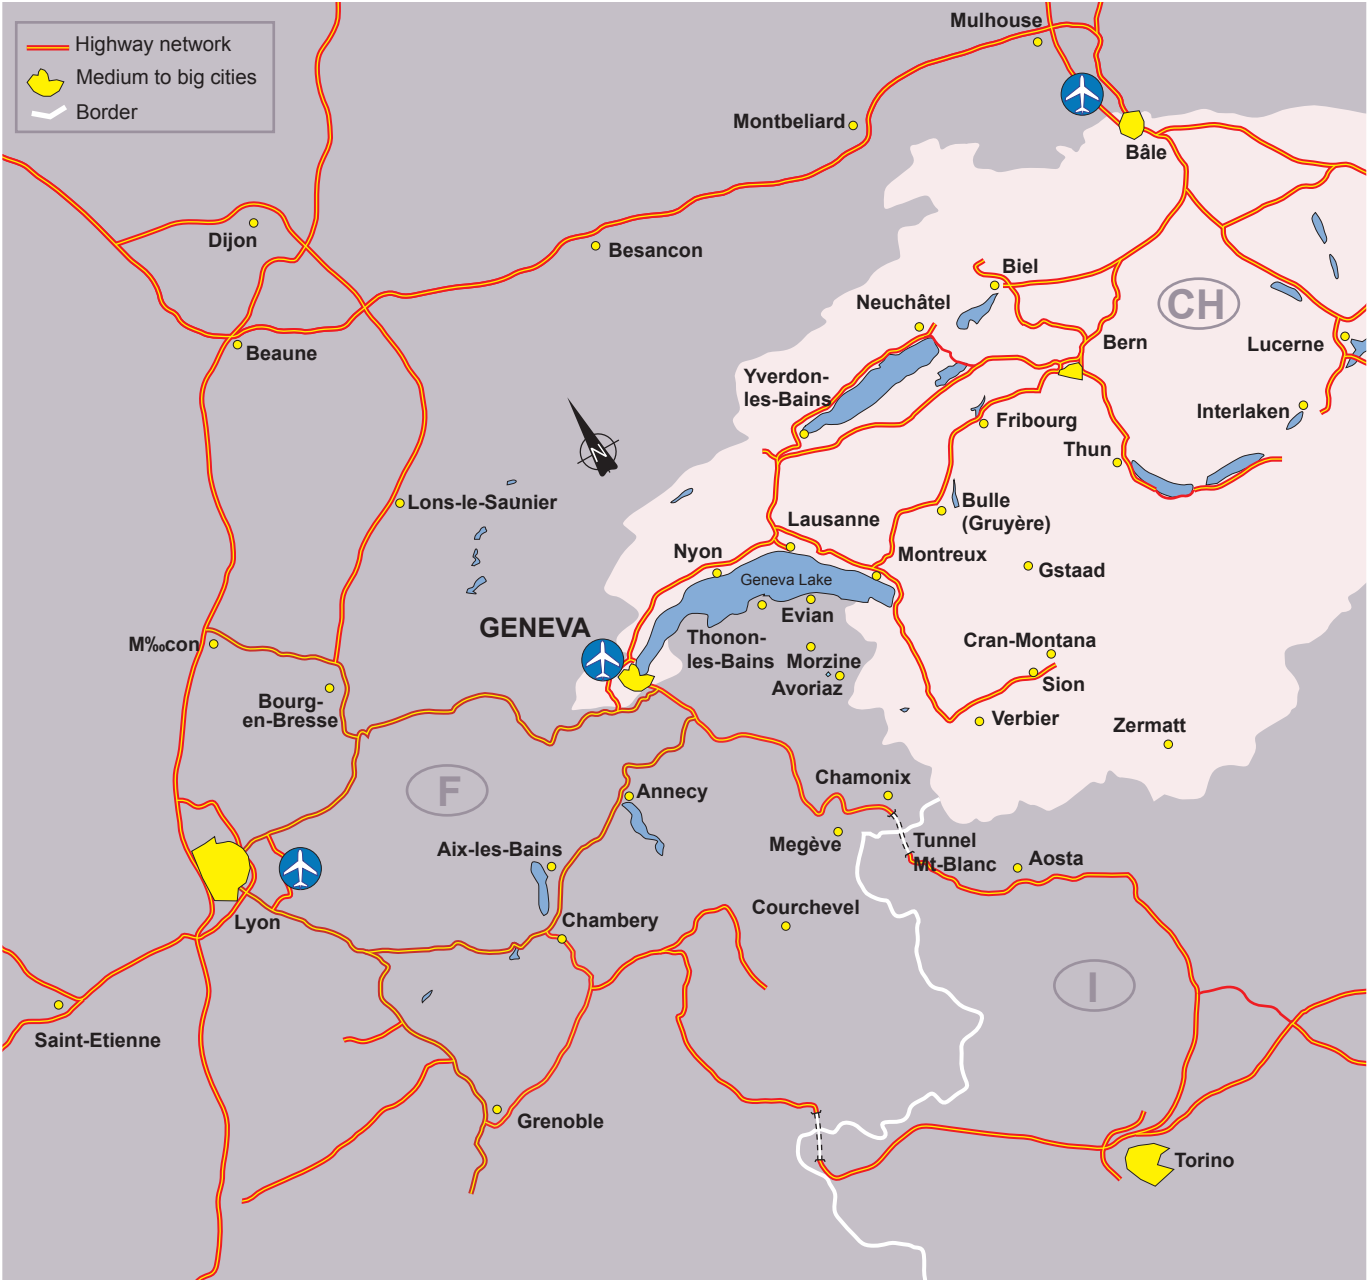 Highway network
Medium to big cities
Border
Mulhouse
Montbeliard
Bâle
Dijon
Besancon
Biel
Neuchâtel
CH
Beaune
Bern
Lucerne
Yverdon-
les-Bains
Interlaken
Fribourg
N
Thun
Lons-le-Saunier
Bulle
(Gruyère)
Lausanne
Nyon
Montreux
Geneva Lake
Gstaad
Evian
GENEVA
Thonon-
les-Bains
M‰con
Cran-Montana
Morzine
Avoriaz
Sion
Bourg-
en-Bresse
Verbier
Zermatt
F
Chamonix
Annecy
Megève
Tunnel
Mt-Blanc
Aix-les-Bains
Aosta
Courchevel
Lyon
Chambery
I
Saint-Etienne
Grenoble
Torino